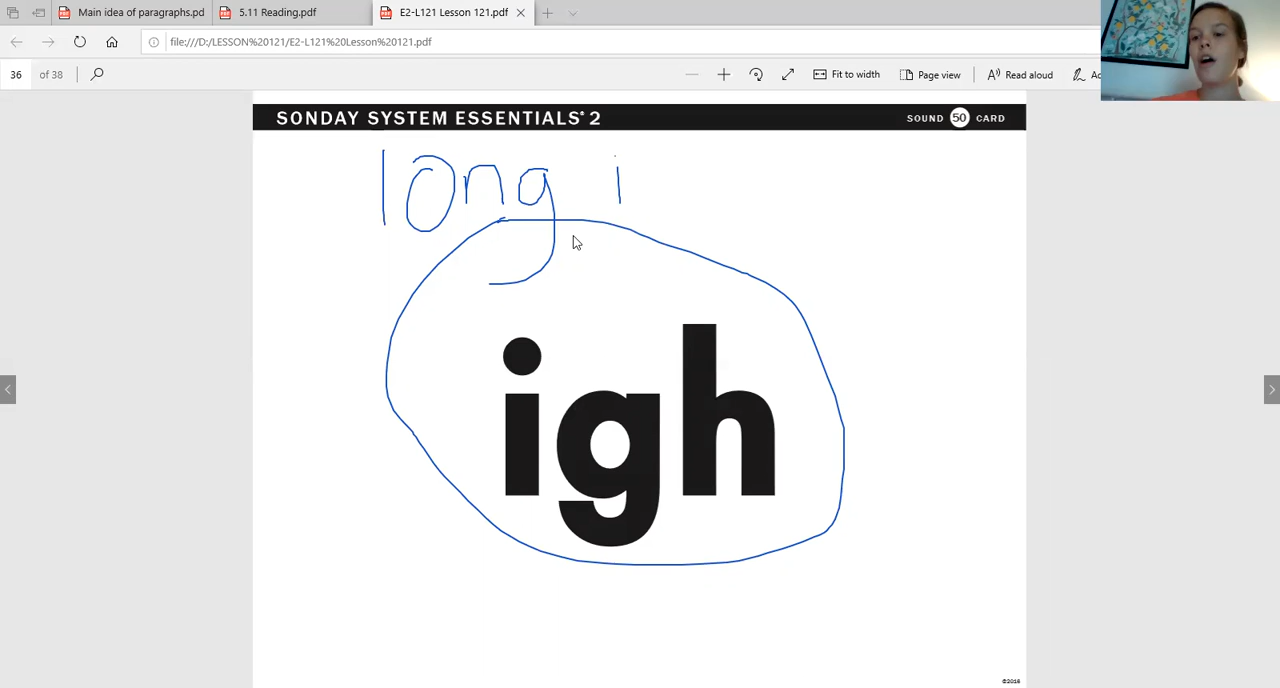 Main idea of paragraphs.pd
5.11 Reading.pdf
E2-L121 Lesson 121.pdf
file:///D:/LESSON%20121/E2-L121%20Lesson%20121.pdf
36 of 38
Fit to width
Page view
Read aloud
SONDAY SYSTEM ESSENTIALS® 2
SOUND 50 CARD
long i
igh
©2018